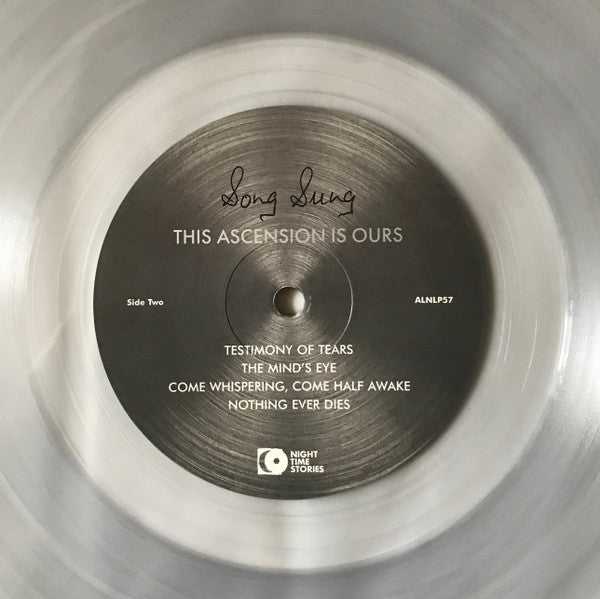 Song Sung
THIS ASCENSION IS OURS
Side Two
ALNLP57
TESTIMONY OF TEARS
THE MIND'S EYE
COME WHISPERING, COME HALF AWAKE
NOTHING EVER DIES
NIGHT
TIME
STORIES